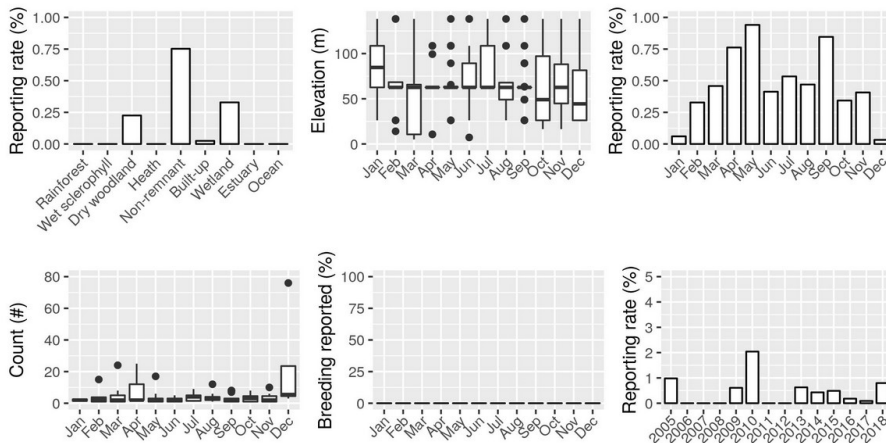 Reporting rate (%)
1.00
0.75
0.50
0.25
0.00
Rainforest
Wet sclerophyll
Dry woodland
Heath
Non-remnant
Built-up
Wetland
Estuary
Ocean
Elevation (m)
100
50
0
Jan
Feb
Mar
Apr
May
Jun
Jul
Aug
Sep
Oct
Nov
Dec
Reporting rate (%)
1.00
0.75
0.50
0.25
0.00
Jan
Feb
Mar
Apr
May
Jun
Jul
Aug
Sep
Oct
Nov
Dec
Count (#)
80
60
40
20
0
Jan
Feb
Mar
Apr
May
Jun
Jul
Aug
Sep
Oct
Nov
Dec
Breeding reported (%)
100
75
50
25
0
Jan
Feb
Mar
Apr
May
Jun
Jul
Aug
Sep
Oct
Nov
Dec
Reporting rate (%)
5
4
3
2
1
0
2005
2006
2007
2008
2009
2010
2011
2012
2013
2014
2015
2016
2017
2018